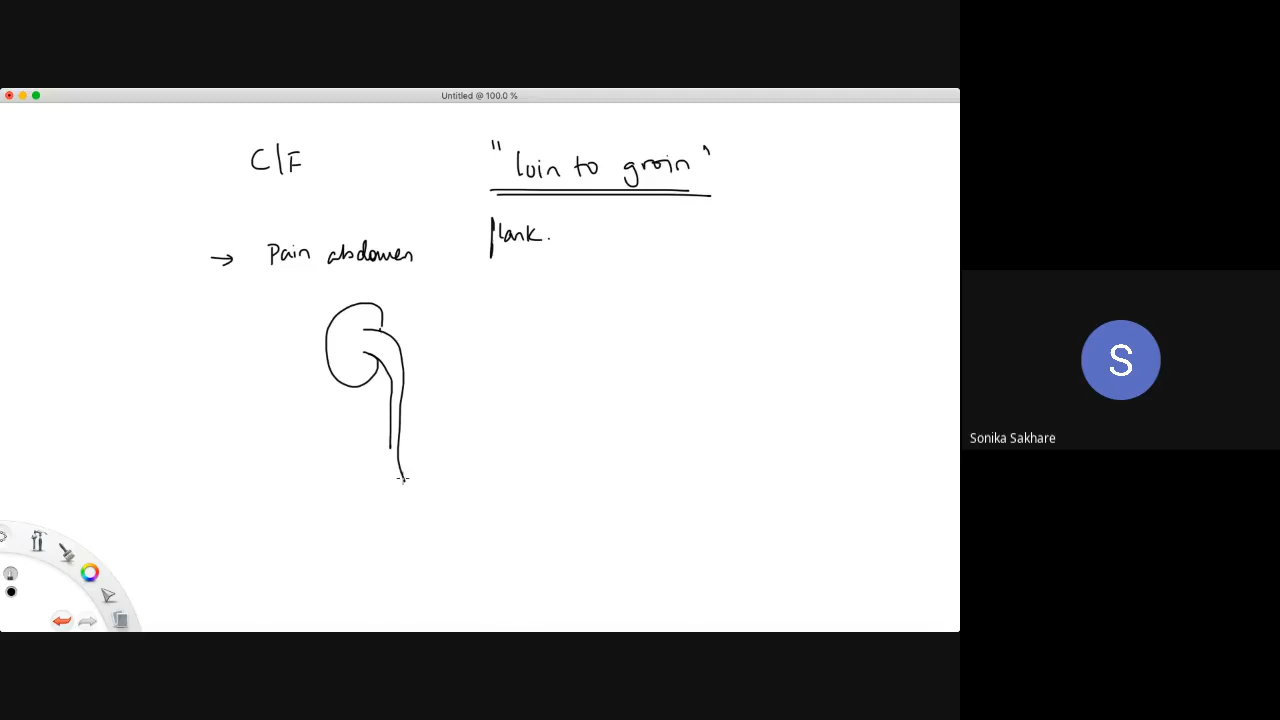 Untitled @ 100.0 %
C/F
"loin to groin"
flank.
→ Pain abdomen
S
Sonika Sakhare